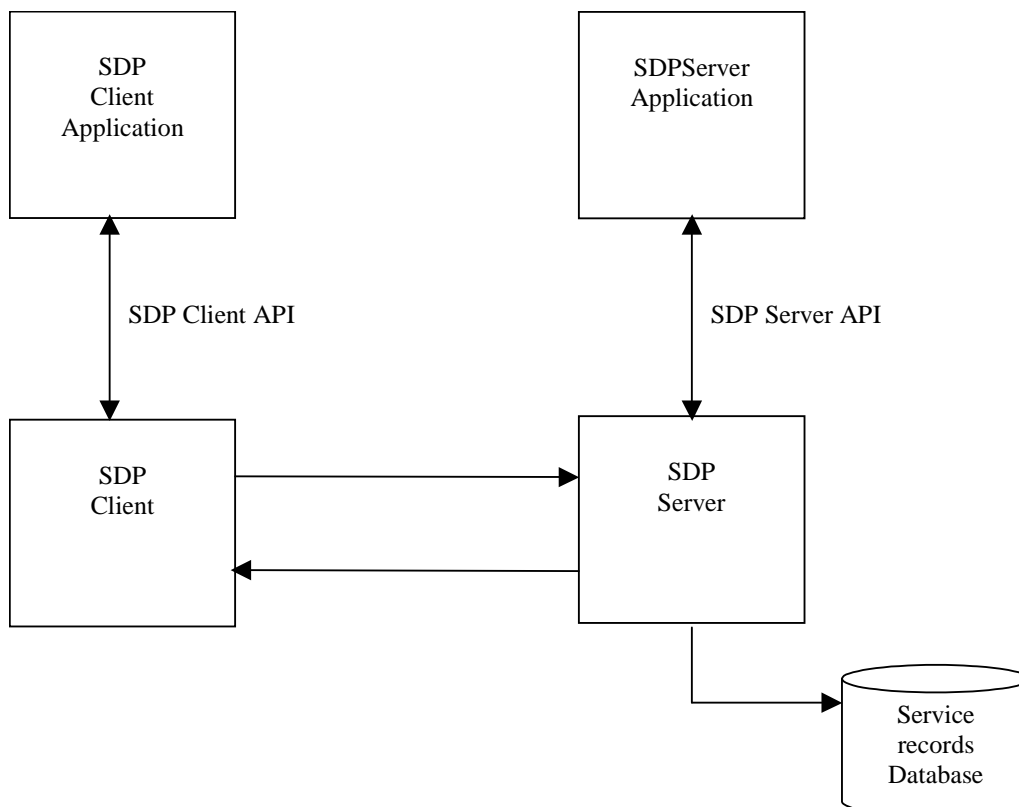 SDP
Client
Application
SDPServer
Application
SDP Client API
SDP Server API
SDP
Client
SDP
Server
Service
records
Database